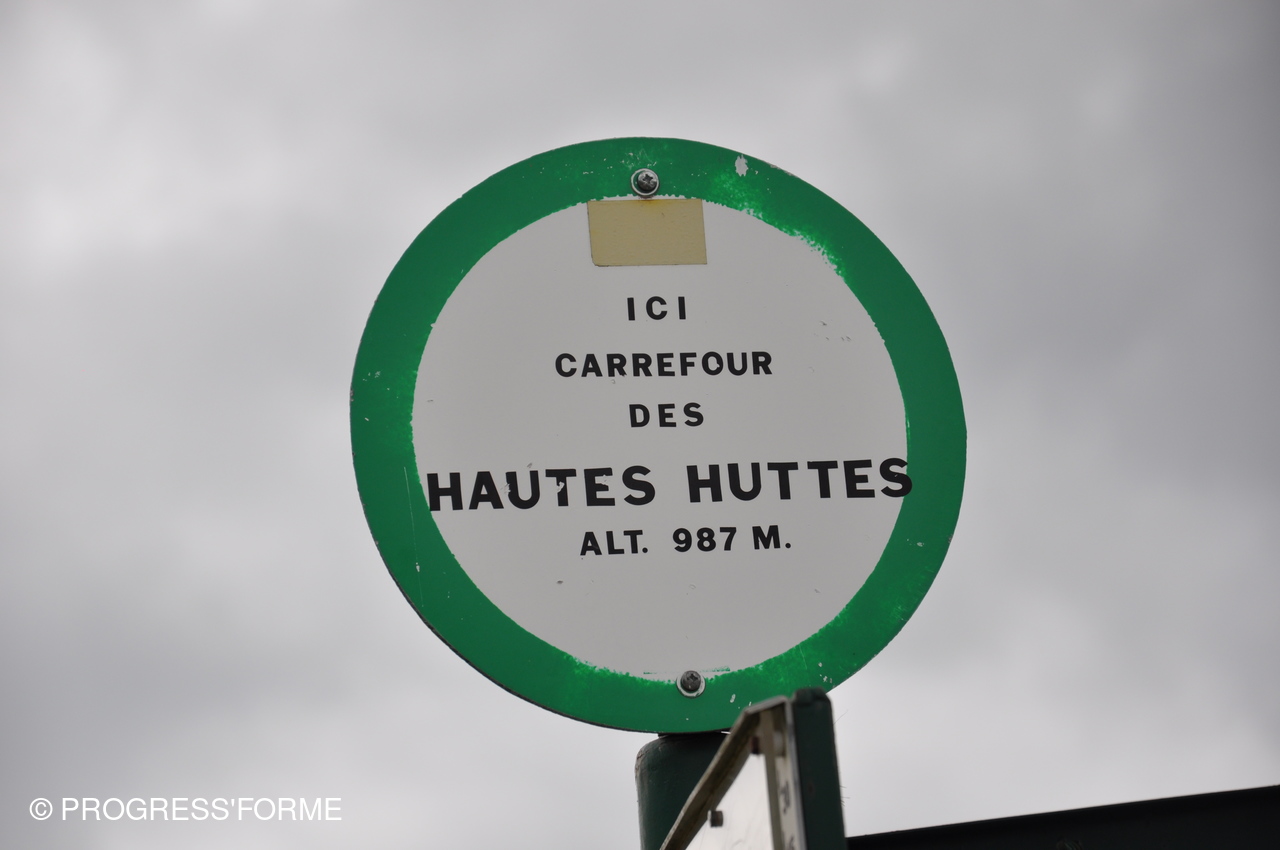 ICI
CARREFOUR
DES
HAUTES HUTTES
ALT. 987 M.
© PROGRESS'FORME